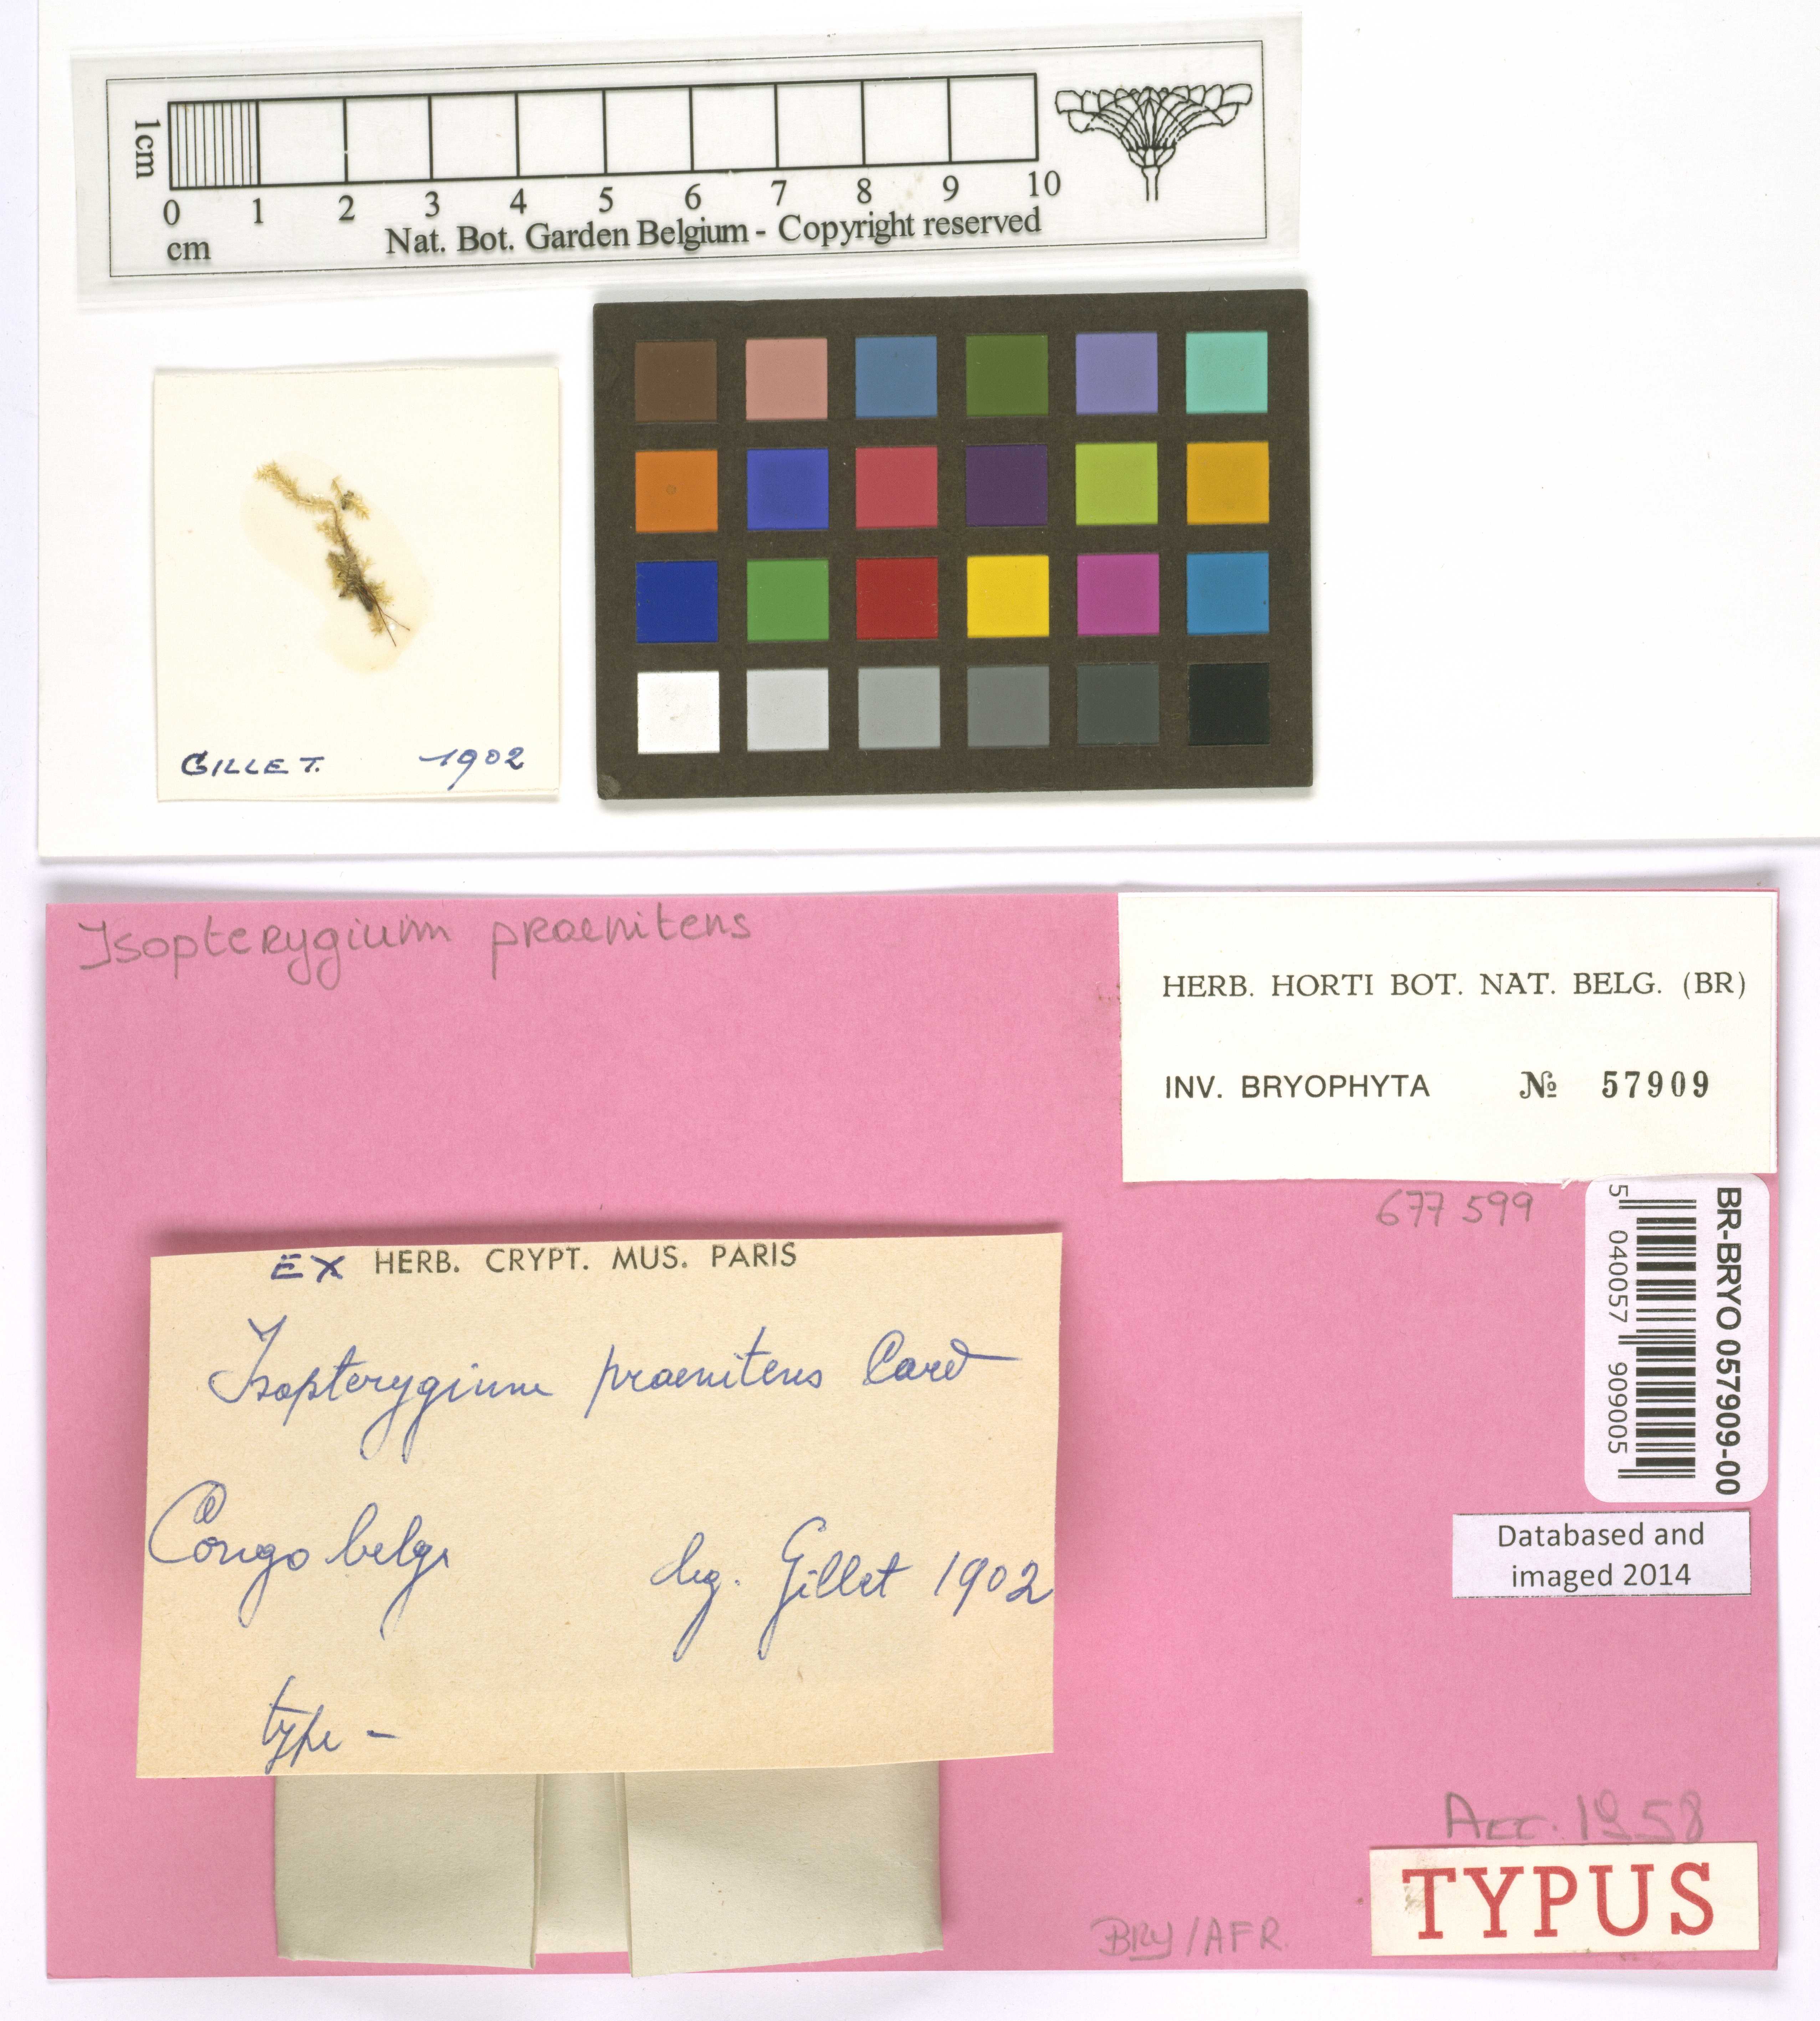 1cm
0 1 2 3 4 5 6 7 8 9 10
cm
Nat. Bot. Garden Belgium - Copyright reserved
GILLET. 1902
Isopterygium praenitens
HERB. HORTI BOT. NAT. BELG. (BR)
INV. BRYOPHYTA № 57909
677 599
BR-BRYO 057909-00
5 040057 909005
EX HERB. CRYPT. MUS. PARIS
Isopterygium praenitens Card
Congo belge
leg. Gillet 1902
type -
Databased and
imaged 2014
Acc. 1958
TYPUS
BRY/AFR.